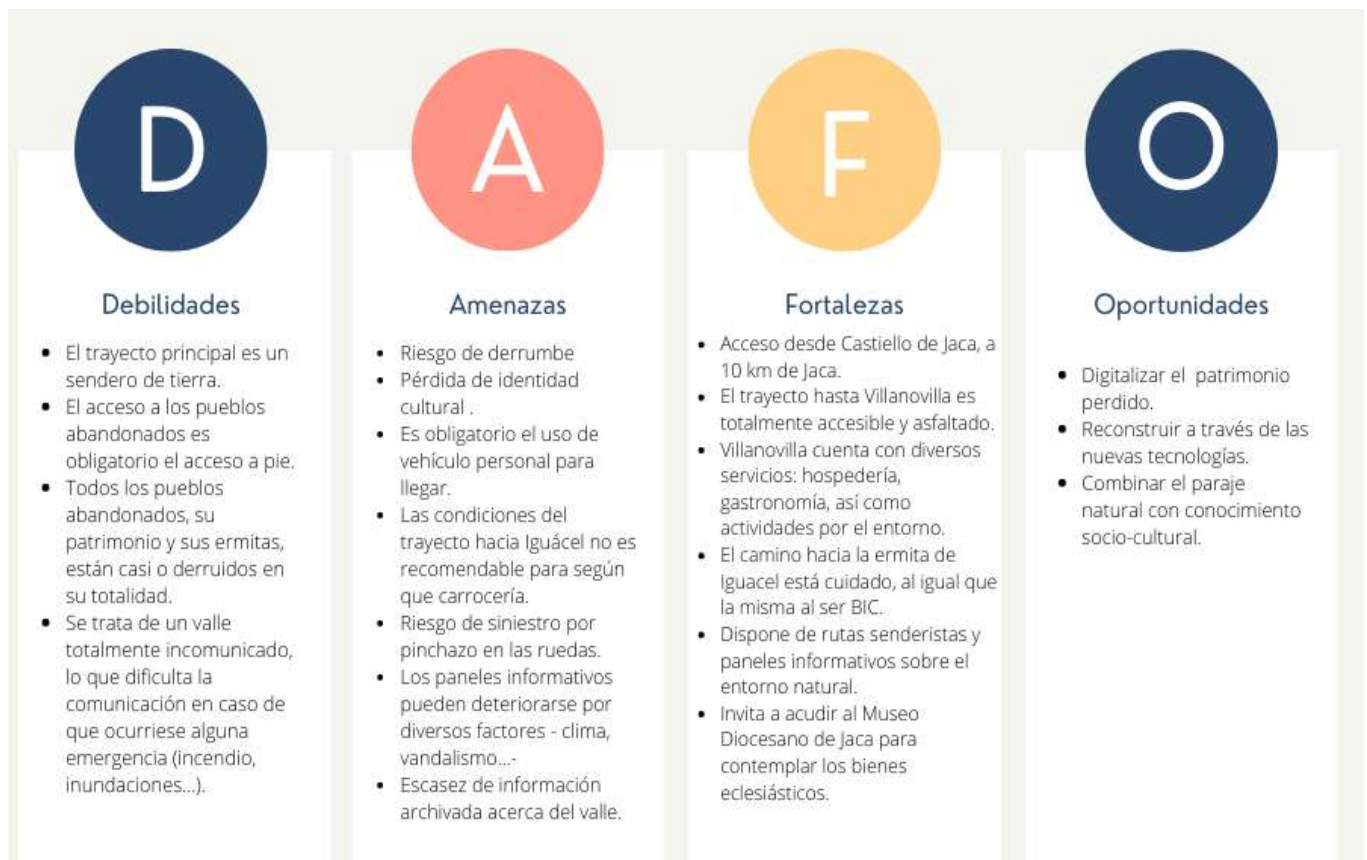 D
Debilidades
El trayecto principal es un
sendero de tierra.
El acceso a los pueblos
abandonados es
obligatorio el acceso a pie.
Todos los pueblos
abandonados, su
patrimonio y sus ermitas,
están casi o derruidos en
su totalidad.
Se trata de un valle
totalmente incomunicado,
lo que dificulta la
comunicación en caso de
que ocurriese alguna
emergencia (incendio,
inundaciones...).
A
Amenazas
Riesgo de derrumbe
Pérdida de identidad
cultural .
Es obligatorio el uso de
vehículo personal para
llegar.
Las condiciones del
trayecto hacia Iguácel no es
recomendable para según
que carrocería.
Riesgo de siniestro por
pinchazo en las ruedas.
Los paneles informativos
pueden deteriorarse por
diversos factores - clima,
vandalismo...-
Escasez de información
archivada acerca del valle.
F
Fortalezas
Acceso desde Castiello de Jaca, a
10 km de Jaca.
El trayecto hasta Villanovilla es
totalmente accesible y asfaltado.
Villanovilla cuenta con diversos
servicios: hospedería,
gastronomía, así como
actividades por el entorno.
El camino hacia la ermita de
Iguacel está cuidado, al igual que
la misma al ser BIC.
Dispone de rutas senderistas y
paneles informativos sobre el
entorno natural.
Invita a acudir al Museo
Diocesano de Jaca para
contemplar los bienes
eclesiásticos.
O
Oportunidades
Digitalizar el patrimonio
perdido.
Reconstruir a través de las
nuevas tecnologías.
Combinar el paraje
natural con conocimiento
socio-cultural.